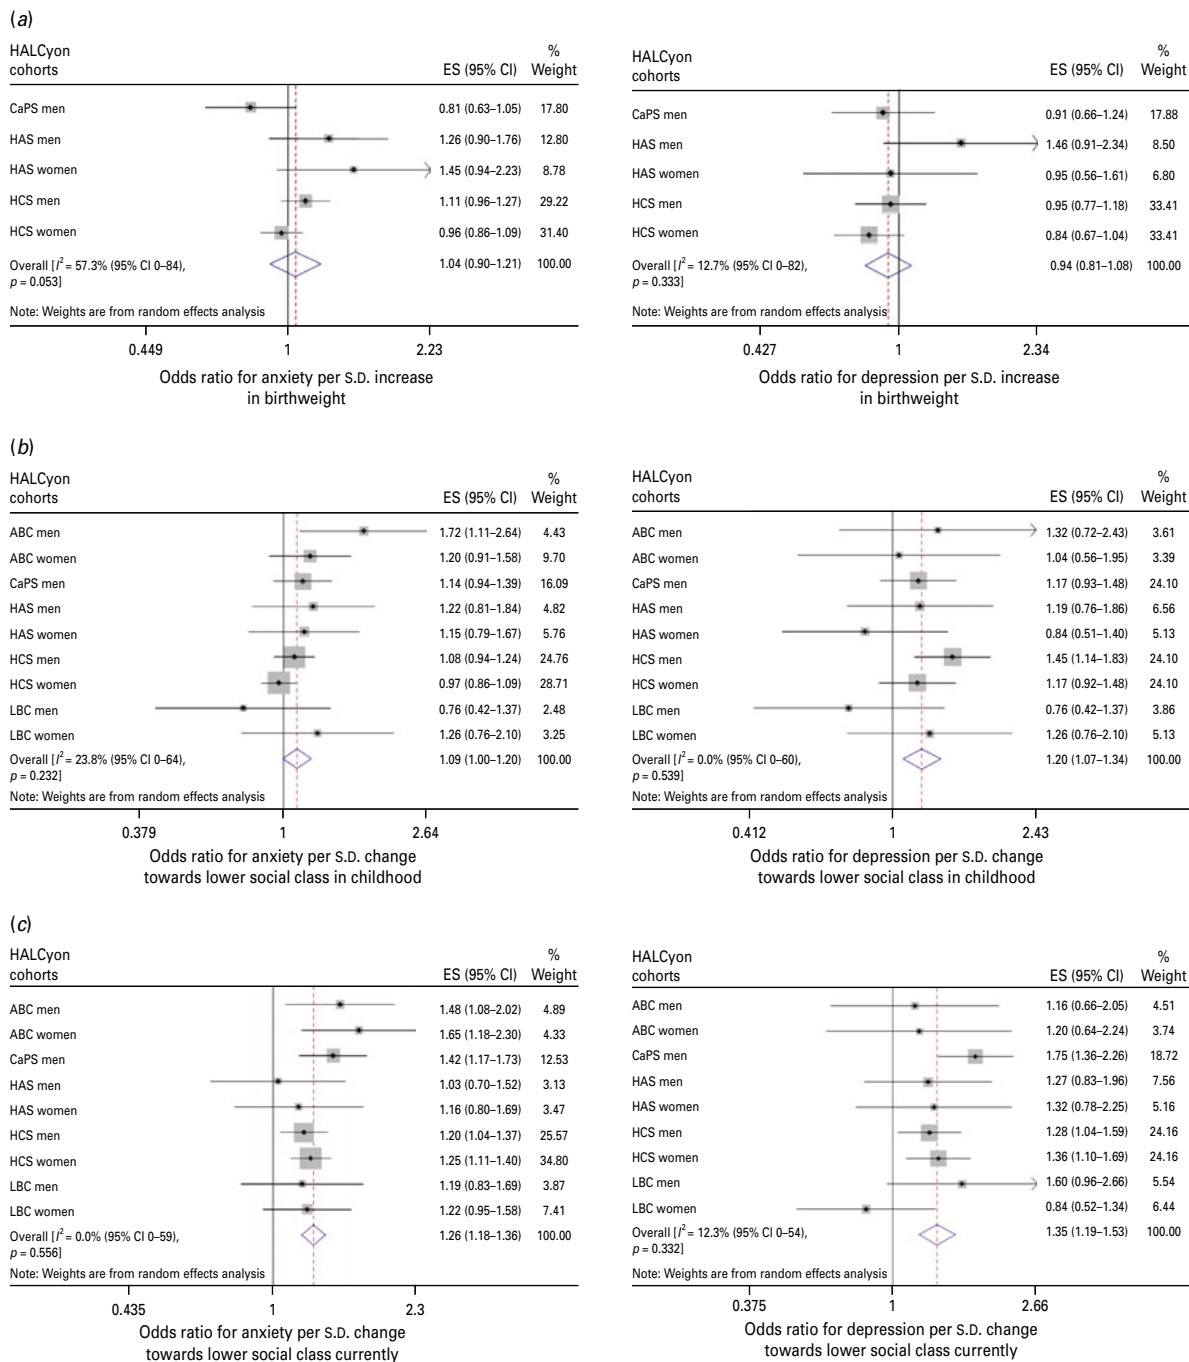 (a)
HALCyon
cohorts ES (95% CI) % Weight
CaPS men 0.81 (0.63–1.05) 17.80
HAS men 1.26 (0.90–1.76) 12.80
HAS women 1.45 (0.94–2.23) 8.78
HCS men 1.11 (0.96–1.27) 29.22
HCS women 0.96 (0.86–1.09) 31.40
Overall [I² = 57.3% (95% CI 0–84), 1.04 (0.90–1.21) 100.00
p = 0.053]
Note: Weights are from random effects analysis
0.449 1 2.23
Odds ratio for anxiety per S.D. increase
in birthweight
HALCyon
cohorts ES (95% CI) % Weight
CaPS men 0.91 (0.66–1.24) 17.88
HAS men 1.46 (0.91–2.34) 8.50
HAS women 0.95 (0.56–1.61) 6.80
HCS men 0.95 (0.77–1.18) 33.41
HCS women 0.84 (0.67–1.04) 33.41
Overall [I² = 12.7% (95% CI 0–82), 0.94 (0.81–1.08) 100.00
p = 0.333]
Note: Weights are from random effects analysis
0.427 1 2.34
Odds ratio for depression per S.D. increase
in birthweight
(b)
HALCyon
cohorts ES (95% CI) % Weight
ABC men 1.72 (1.11–2.64) 4.43
ABC women 1.20 (0.91–1.58) 9.70
CaPS men 1.14 (0.94–1.39) 16.09
HAS men 1.22 (0.81–1.84) 4.82
HAS women 1.15 (0.79–1.67) 5.76
HCS men 1.08 (0.94–1.24) 24.76
HCS women 0.97 (0.86–1.09) 28.71
LBC men 0.76 (0.42–1.37) 2.48
LBC women 1.26 (0.76–2.10) 3.25
Overall [I² = 23.8% (95% CI 0–64), 1.09 (1.00–1.20) 100.00
p = 0.232]
Note: Weights are from random effects analysis
0.379 1 2.64
Odds ratio for anxiety per S.D. change
towards lower social class in childhood
HALCyon
cohorts ES (95% CI) % Weight
ABC men 1.32 (0.72–2.43) 3.61
ABC women 1.04 (0.56–1.95) 3.39
CaPS men 1.17 (0.93–1.48) 24.10
HAS men 1.19 (0.76–1.86) 6.56
HAS women 0.84 (0.51–1.40) 5.13
HCS men 1.45 (1.14–1.83) 24.10
HCS women 1.17 (0.92–1.48) 24.10
LBC men 0.76 (0.42–1.37) 3.86
LBC women 1.26 (0.76–2.10) 5.13
Overall [I² = 0.0% (95% CI 0–60), 1.20 (1.07–1.34) 100.00
p = 0.539]
Note: Weights are from random effects analysis
0.412 1 2.43
Odds ratio for depression per S.D. change
towards lower social class in childhood
(c)
HALCyon
cohorts ES (95% CI) % Weight
ABC men 1.48 (1.08–2.02) 4.89
ABC women 1.65 (1.18–2.30) 4.33
CaPS men 1.42 (1.17–1.73) 12.53
HAS men 1.03 (0.70–1.52) 3.13
HAS women 1.16 (0.80–1.69) 3.47
HCS men 1.20 (1.04–1.37) 25.57
HCS women 1.25 (1.11–1.40) 34.80
LBC men 1.19 (0.83–1.69) 3.87
LBC women 1.22 (0.95–1.58) 7.41
Overall [I² = 0.0% (95% CI 0–59), 1.26 (1.18–1.36) 100.00
p = 0.556]
Note: Weights are from random effects analysis
0.435 1 2.3
Odds ratio for anxiety per S.D. change
towards lower social class currently
HALCyon
cohorts ES (95% CI) % Weight
ABC men 1.16 (0.66–2.05) 4.51
ABC women 1.20 (0.64–2.24) 3.74
CaPS men 1.75 (1.36–2.26) 18.72
HAS men 1.27 (0.83–1.96) 7.56
HAS women 1.32 (0.78–2.25) 5.16
HCS men 1.28 (1.04–1.59) 24.16
HCS women 1.36 (1.10–1.69) 24.16
LBC men 1.60 (0.96–2.66) 5.54
LBC women 0.84 (0.52–1.34) 6.44
Overall [I² = 12.3% (95% CI 0–54), 1.35 (1.19–1.53) 100.00
p = 0.332]
Note: Weights are from random effects analysis
0.375 1 2.66
Odds ratio for depression per S.D. change
towards lower social class currently